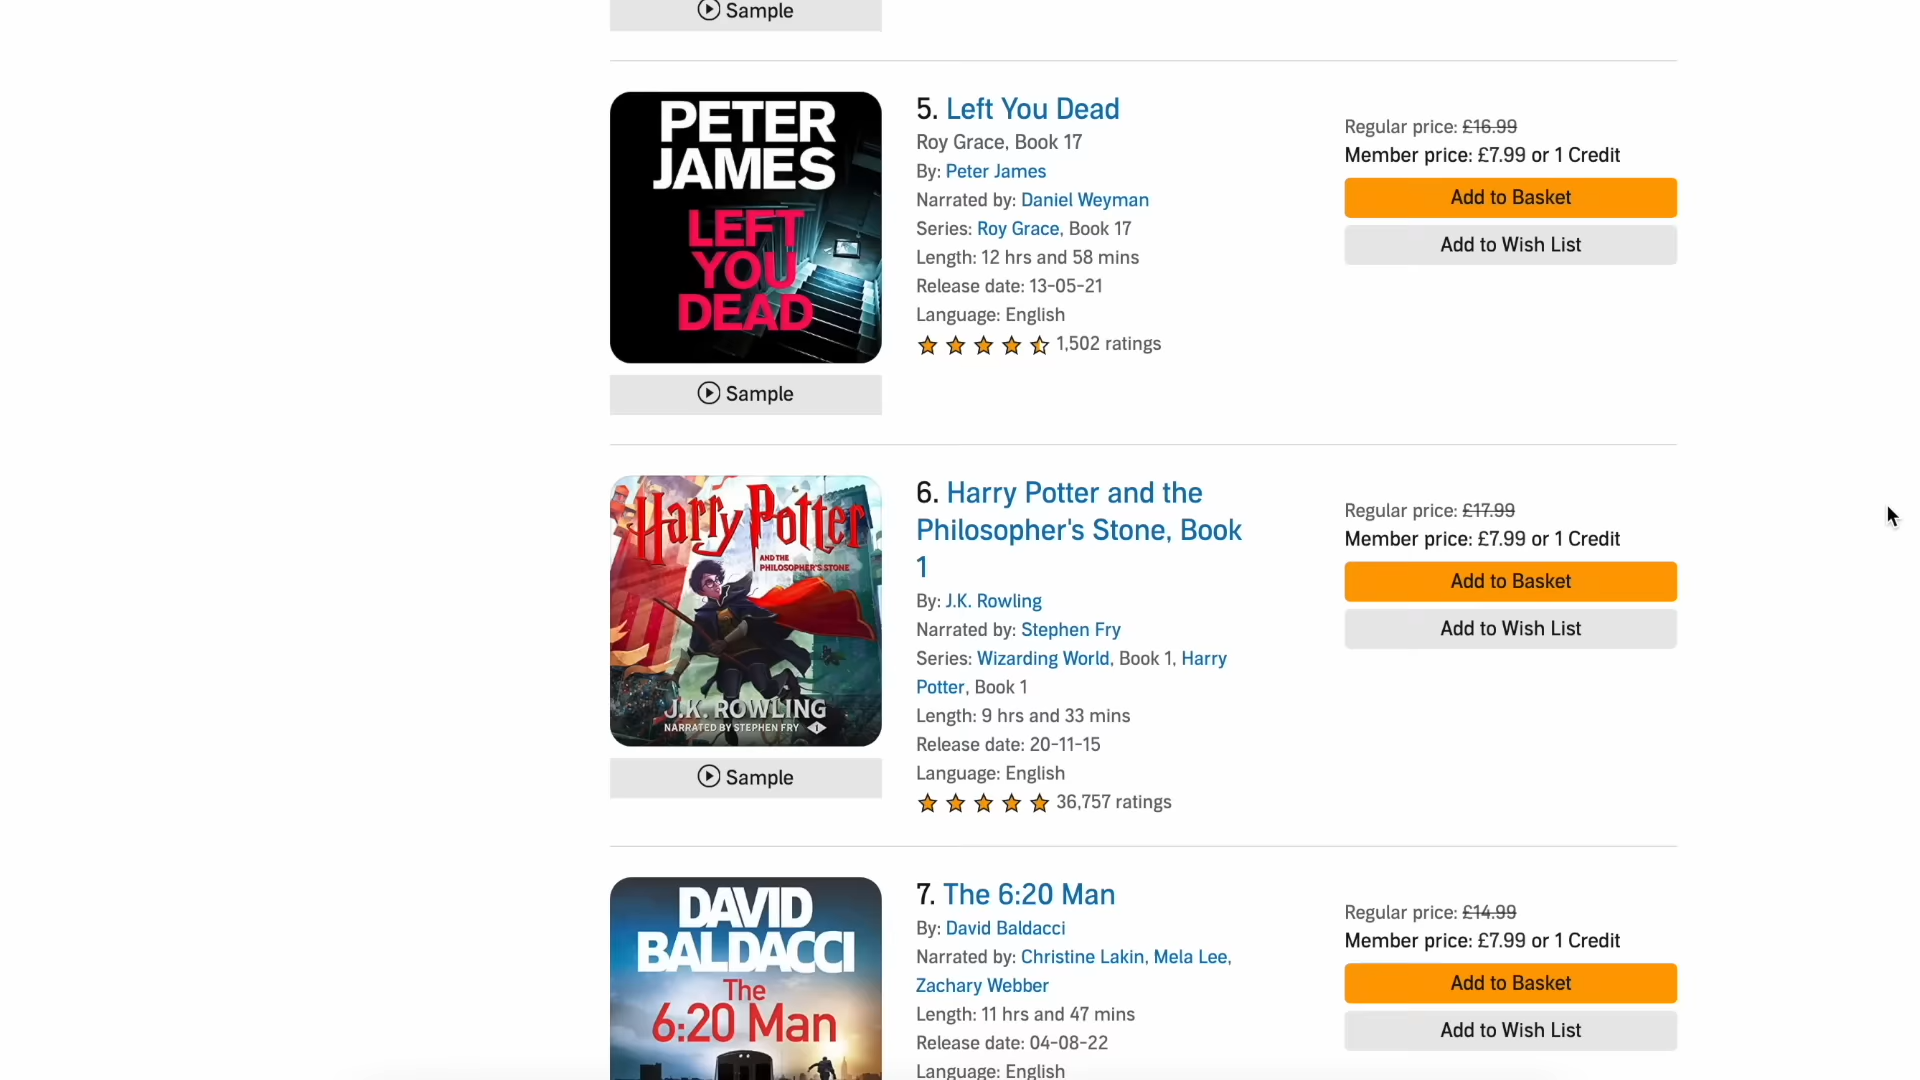 Sample
PETER
JAMES
LEFT
YOU
DEAD
Sample
5. Left You Dead
Roy Grace, Book 17
By: Peter James
Narrated by: Daniel Weyman
Series: Roy Grace, Book 17
Length: 12 hrs and 58 mins
Release date: 13-05-21
Language: English
1,502 ratings
Regular price: £16.99
Member price: £7.99 or 1 Credit
Add to Basket
Add to Wish List
Harry Potter
AND THE
PHILOSOPHER'S STONE
J.K. ROWLING
NARRATED BY STEPHEN FRY 1
Sample
6. Harry Potter and the
Philosopher's Stone, Book
1
By: J.K. Rowling
Narrated by: Stephen Fry
Series: Wizarding World, Book 1, Harry
Potter, Book 1
Length: 9 hrs and 33 mins
Release date: 20-11-15
Language: English
36,757 ratings
Regular price: £17.99
Member price: £7.99 or 1 Credit
Add to Basket
Add to Wish List
DAVID
BALDACCI
The
6:20 Man
7. The 6:20 Man
By: David Baldacci
Narrated by: Christine Lakin, Mela Lee,
Zachary Webber
Length: 11 hrs and 47 mins
Release date: 04-08-22
Language: English
Regular price: £14.99
Member price: £7.99 or 1 Credit
Add to Basket
Add to Wish List